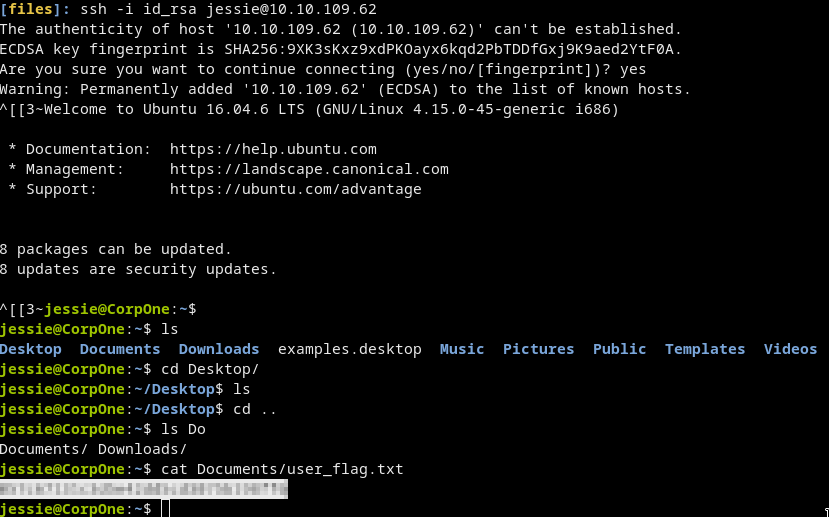 [files]: ssh -i id_rsa jessie@10.10.109.62
The authenticity of host '10.10.109.62 (10.10.109.62)' can't be established.
ECDSA key fingerprint is SHA256:9XK3sKxz9xdPKOayx6kqd2PbTDDfGxj9K9aed2YtF0A.
Are you sure you want to continue connecting (yes/no/[fingerprint])? yes
Warning: Permanently added '10.10.109.62' (ECDSA) to the list of known hosts.
^[[3~Welcome to Ubuntu 16.04.6 LTS (GNU/Linux 4.15.0-45-generic i686)
* Documentation:  https://help.ubuntu.com
* Management:     https://landscape.canonical.com
* Support:        https://ubuntu.com/advantage
8 packages can be updated.
8 updates are security updates.
^[[3~jessie@CorpOne:~$
jessie@CorpOne:~$ ls
Desktop  Documents  Downloads  examples.desktop  Music  Pictures  Public  Templates  Videos
jessie@CorpOne:~$ cd Desktop/
jessie@CorpOne:~/Desktop$ ls
jessie@CorpOne:~/Desktop$ cd ..
jessie@CorpOne:~$ ls Do
Documents/ Downloads/
jessie@CorpOne:~$ cat Documents/user_flag.txt
jessie@CorpOne:~$